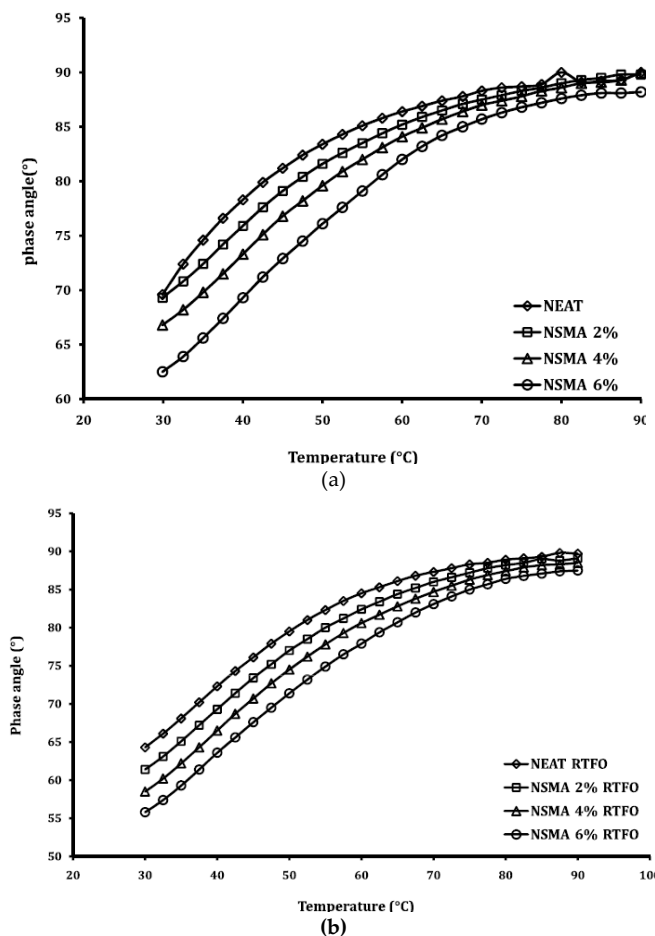 95
90
85
80
75
70
65
60
phase angle(°)
NEAT
NSMA 2%
NSMA 4%
NSMA 6%
20 30 40 50 60 70 80 90
Temperature (°C)
(a)
95
90
85
80
75
70
65
60
55
50
Phase angle (°)
NEAT RTFO
NSMA 2% RTFO
NSMA 4% RTFO
NSMA 6% RTFO
20 30 40 50 60 70 80 90 100
Temperature (°C)
(b)